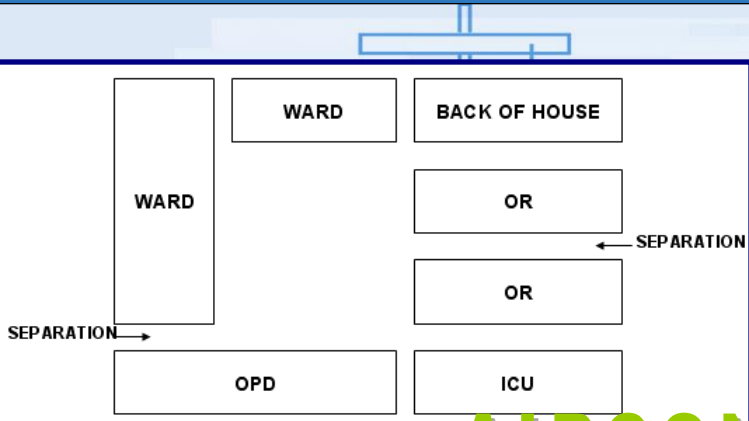 WARD
BACK OF HOUSE
WARD
OR
SEPARATION
OR
SEPARATION
OPD
ICU